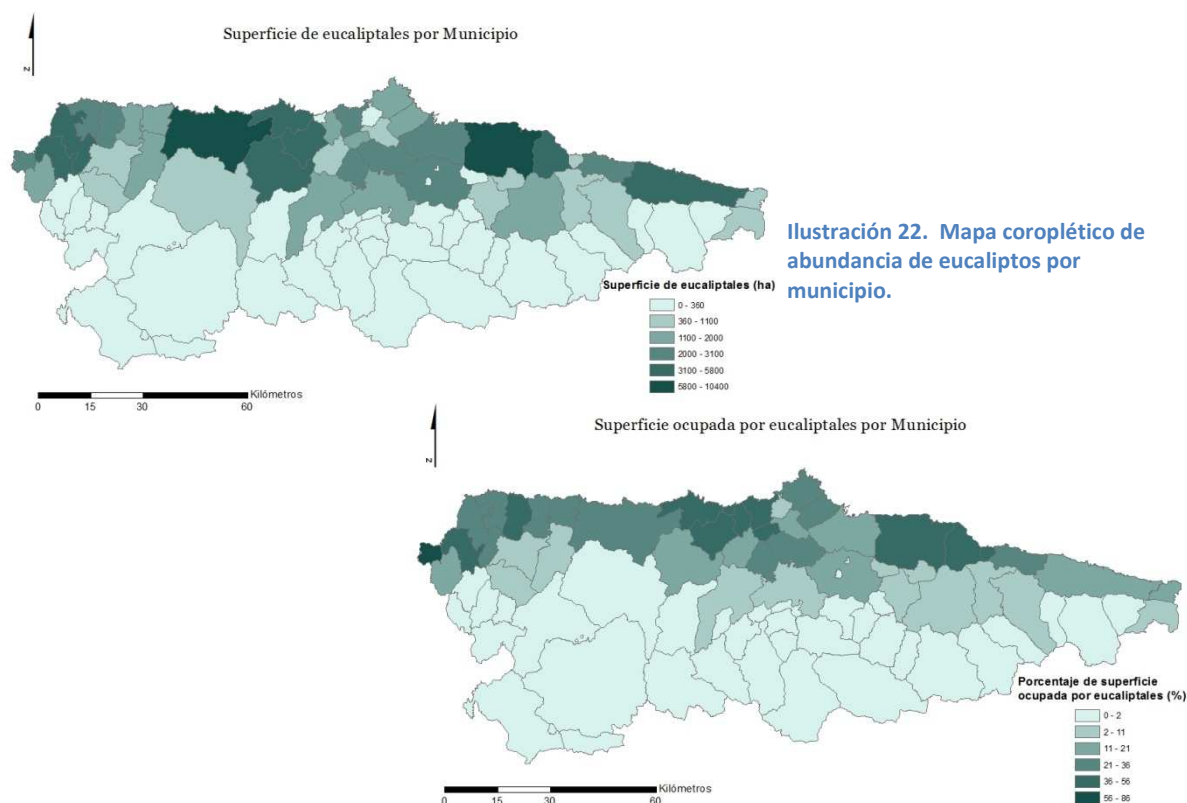 Superficie de eucaliptales por Municipio
z
Ilustración 22. Mapa coroplético de
abundancia de eucaliptos por
municipio.
Superficie de eucaliptales (ha)
0 - 360
360 - 1100
1100 - 2000
2000 - 3100
3100 - 5800
5800 - 10400
Kilómetros
0 15 30 60
Superficie ocupada por eucaliptales por Municipio
z
Porcentaje de superficie
ocupada por eucaliptales (%)
0 - 2
2 - 11
11 - 21
21 - 36
36 - 56
56 - 86
Kilómetros
0 15 30 60